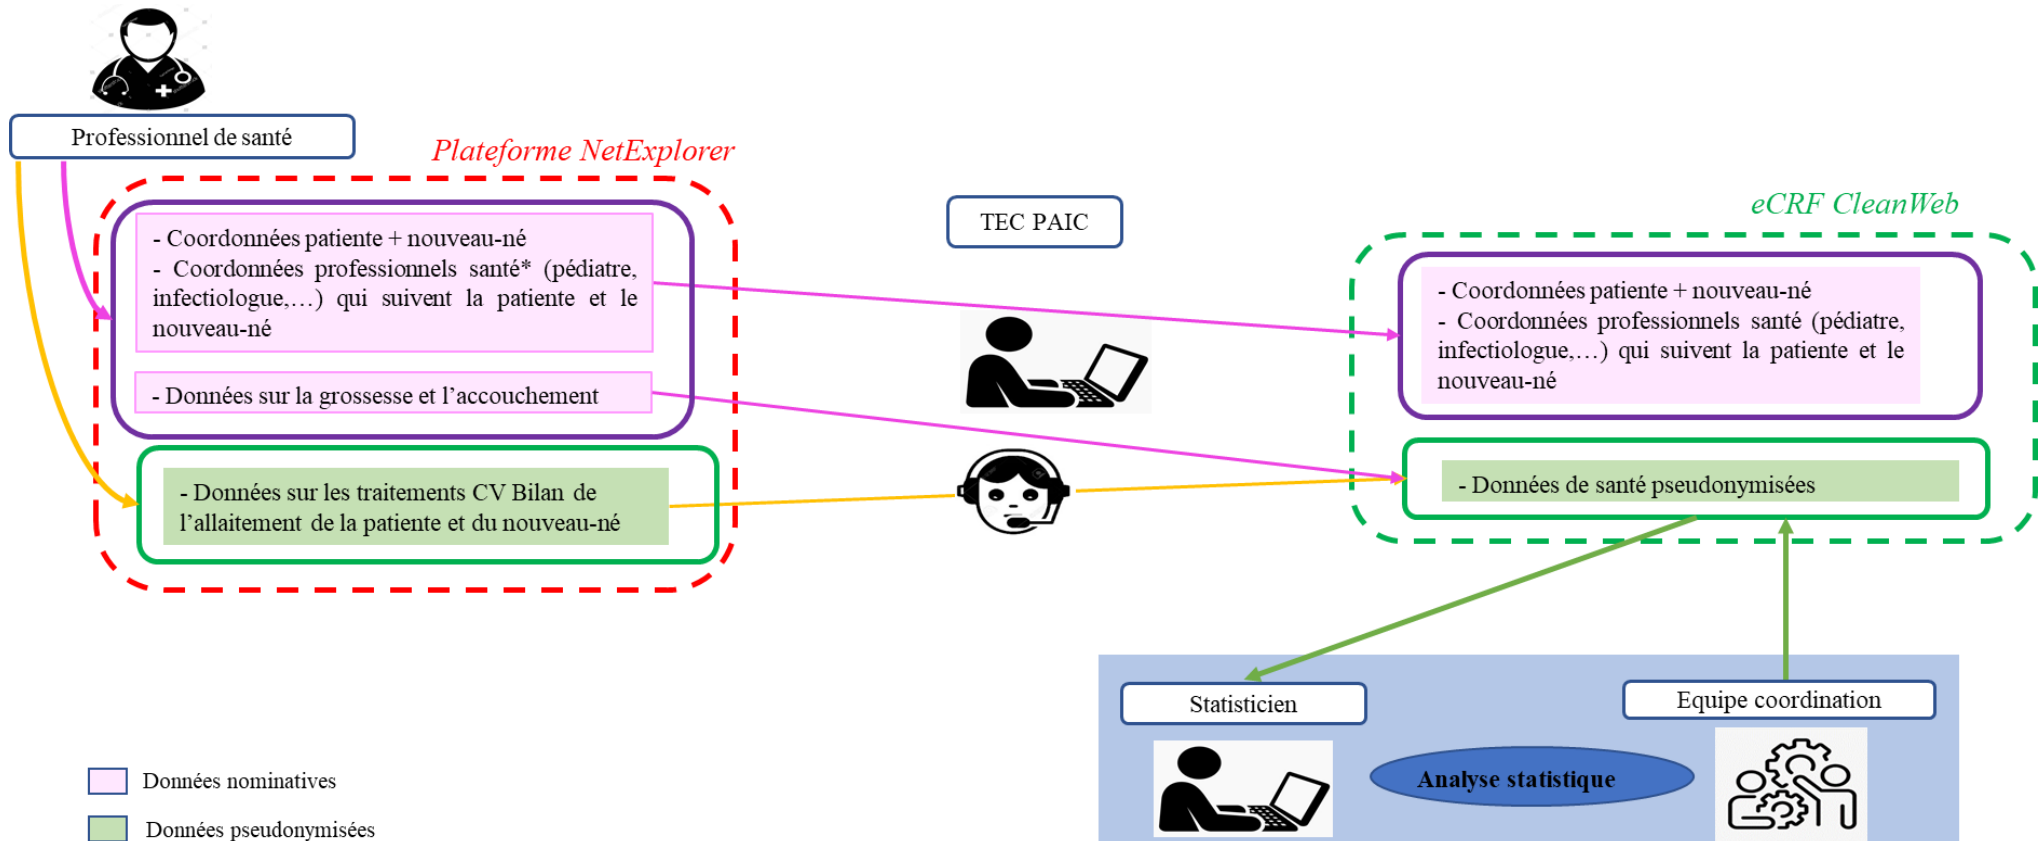 Professionnel de santé
Plateforme NetExplorer
- Coordonnées patiente + nouveau-né
- Coordonnées professionnels santé* (pédiatre,
infectiologue,…) qui suivent la patiente et le
nouveau-né
- Données sur la grossesse et l’accouchement
- Données sur les traitements CV Bilan de
l’allaitement de la patiente et du nouveau-né
TEC PAIC
eCRF CleanWeb
- Coordonnées patiente + nouveau-né
- Coordonnées professionnels santé (pédiatre,
infectiologue,…) qui suivent la patiente et le
nouveau-né
- Données de santé pseudonymisées
Statisticien
Equipe coordination
Analyse statistique
Données nominatives
Données pseudonymisées